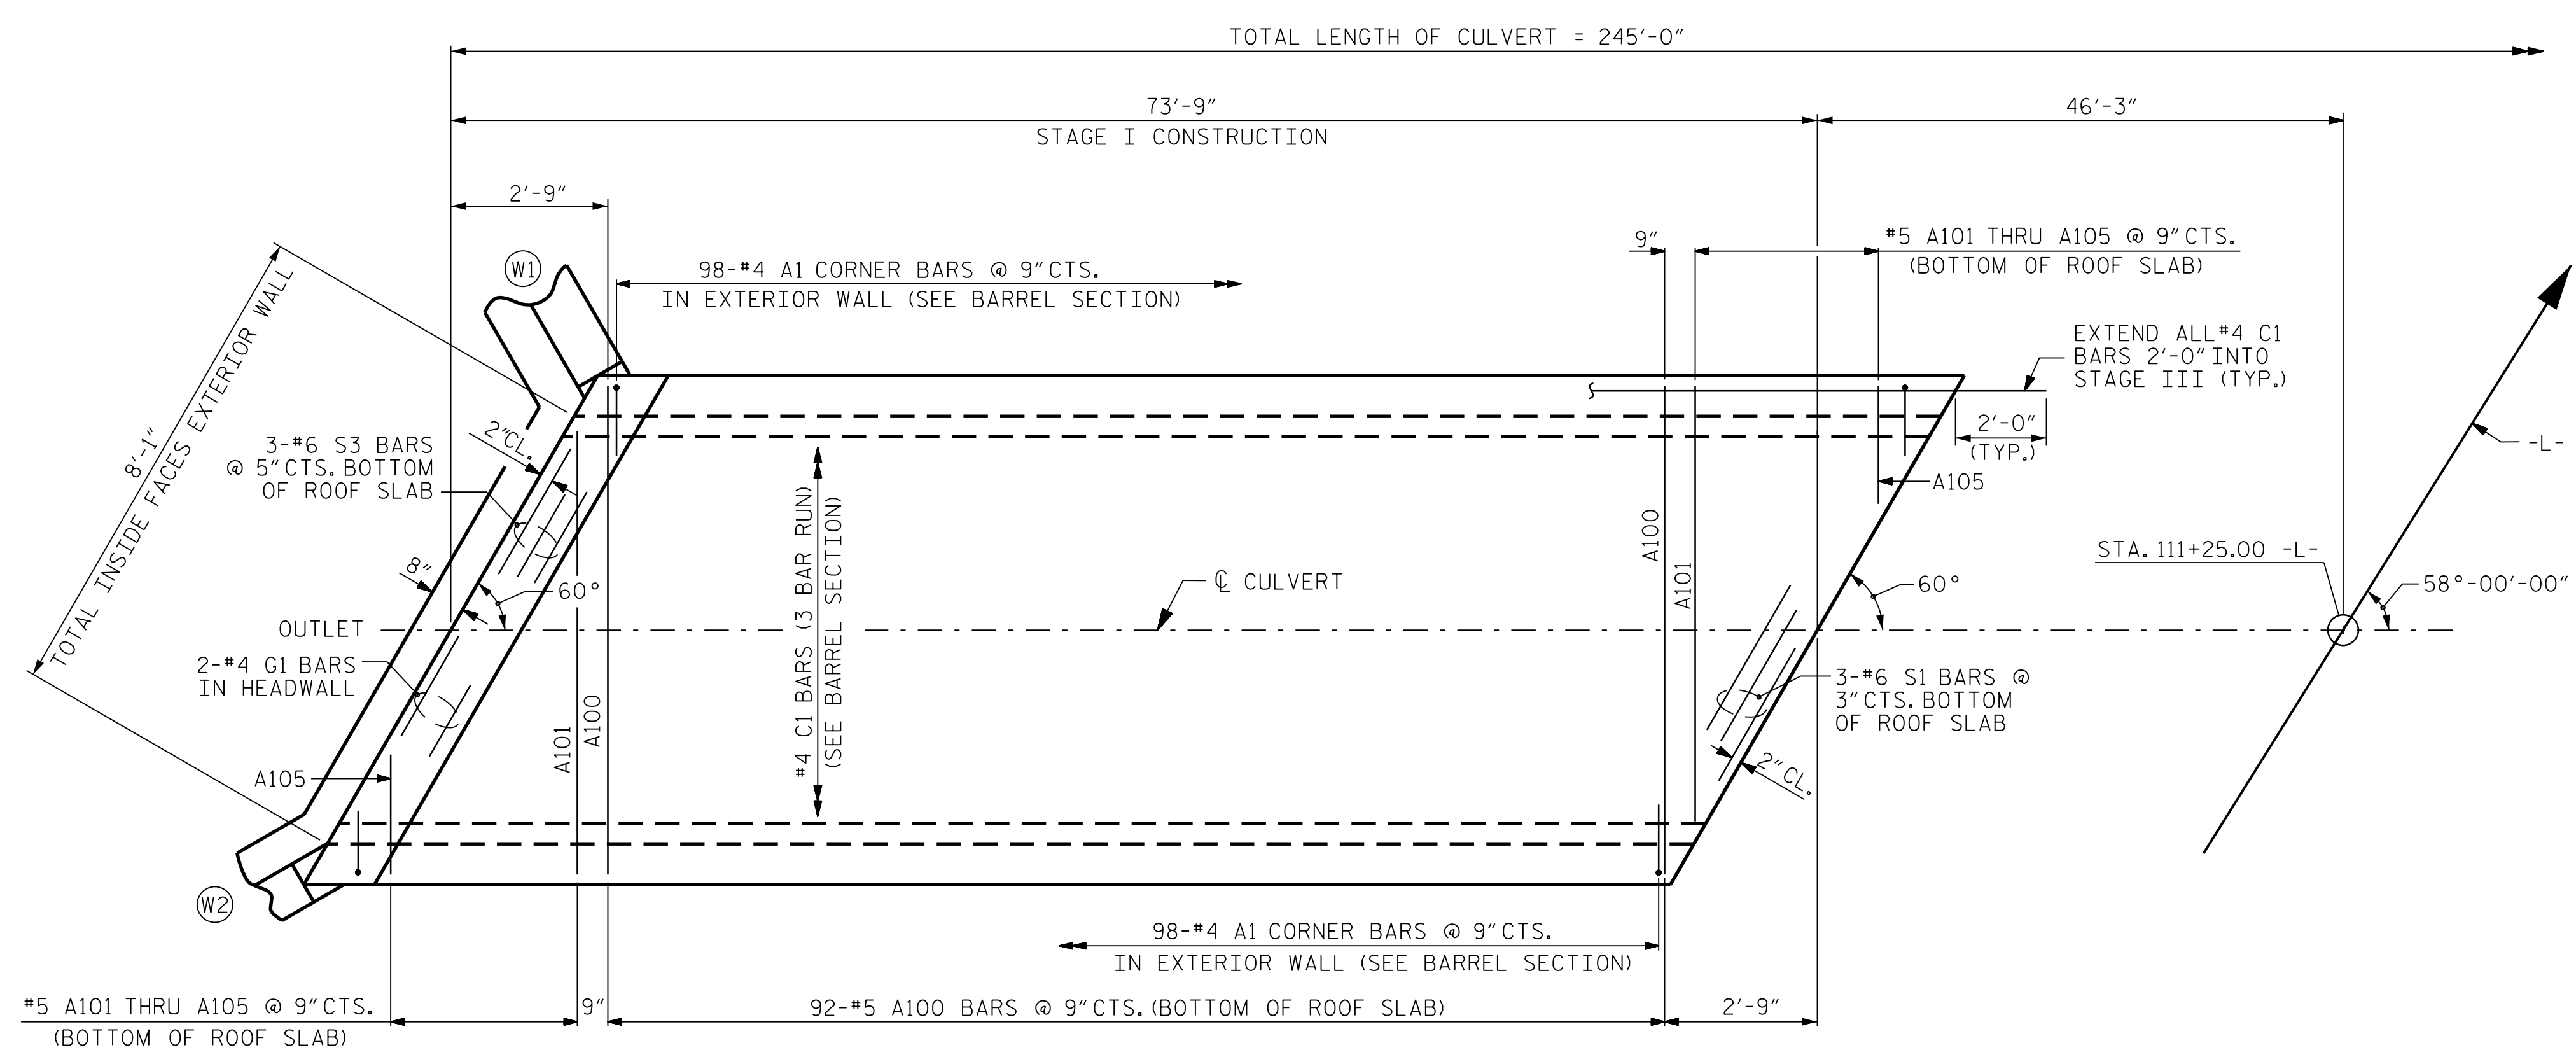 TOTAL LENGTH OF CULVERT = 245'-0"
73'-9"
STAGE I CONSTRUCTION
46'-3"
2'-9"
W1
98-#4 A1 CORNER BARS @ 9" CTS.
IN EXTERIOR WALL (SEE BARREL SECTION)
9"
#5 A101 THRU A105 @ 9" CTS.
(BOTTOM OF ROOF SLAB)
EXTEND ALL #4 C1
BARS 2'-0" INTO
STAGE III (TYP.)
2'-0"
(TYP.)
-L-
A105
8'-1"
TOTAL INSIDE FACES EXTERIOR WALL
2" CL.
3-#6 S3 BARS
@ 5" CTS. BOTTOM
OF ROOF SLAB
8"
60°
OUTLET
2-#4 G1 BARS
IN HEADWALL
A105
A101
A100
#4 C1 BARS (3 BAR RUN)
(SEE BARREL SECTION)
℄ CULVERT
A100
A101
60°
STA. 111+25.00 -L-
58°-00'-00"
3-#6 S1 BARS @
3" CTS. BOTTOM
OF ROOF SLAB
2" CL.
W2
98-#4 A1 CORNER BARS @ 9" CTS.
IN EXTERIOR WALL (SEE BARREL SECTION)
#5 A101 THRU A105 @ 9" CTS.
(BOTTOM OF ROOF SLAB)
9"
92-#5 A100 BARS @ 9" CTS. (BOTTOM OF ROOF SLAB)
2'-9"